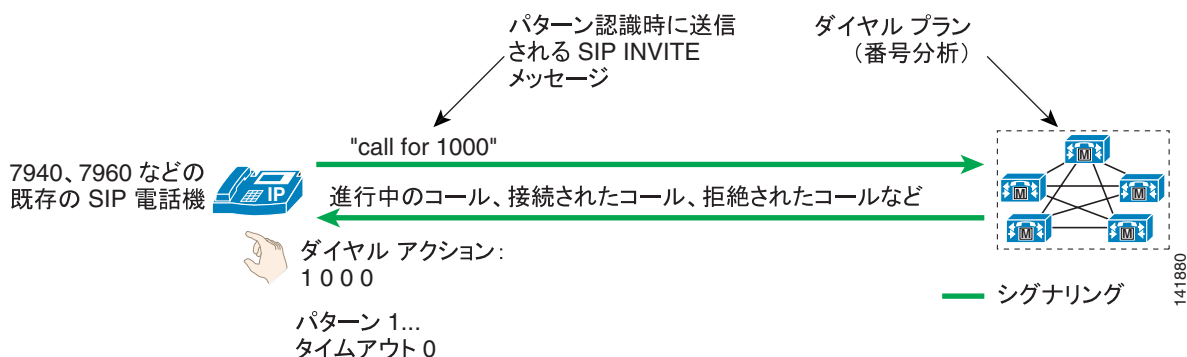 パターン認識時に送信
される SIP INVITE
メッセージ
ダイヤル プラン
（番号分析）
"call for 1000"
7940、7960 などの
既存の SIP 電話機
IP
進行中のコール、接続されたコール、拒絶されたコールなど
M
M
M
M
M
ダイヤル アクション：
1 0 0 0
パターン 1...
タイムアウト 0
シグナリング
141880